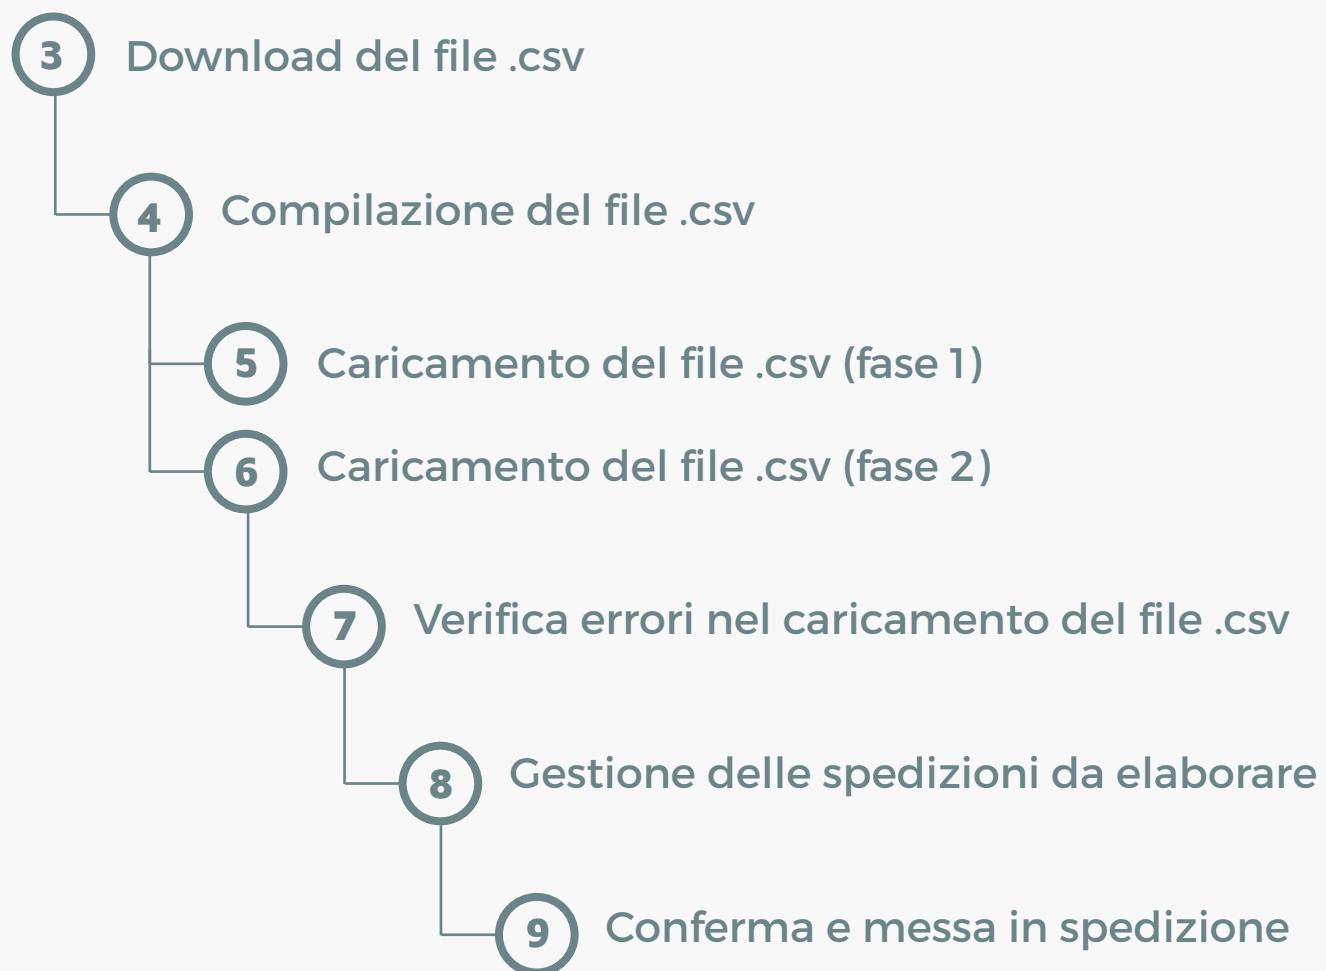 3 Download del file .csv
4 Compilazione del file .csv
5 Caricamento del file .csv (fase 1)
6 Caricamento del file .csv (fase 2)
7 Verifica errori nel caricamento del file .csv
8 Gestione delle spedizioni da elaborare
9 Conferma e messa in spedizione